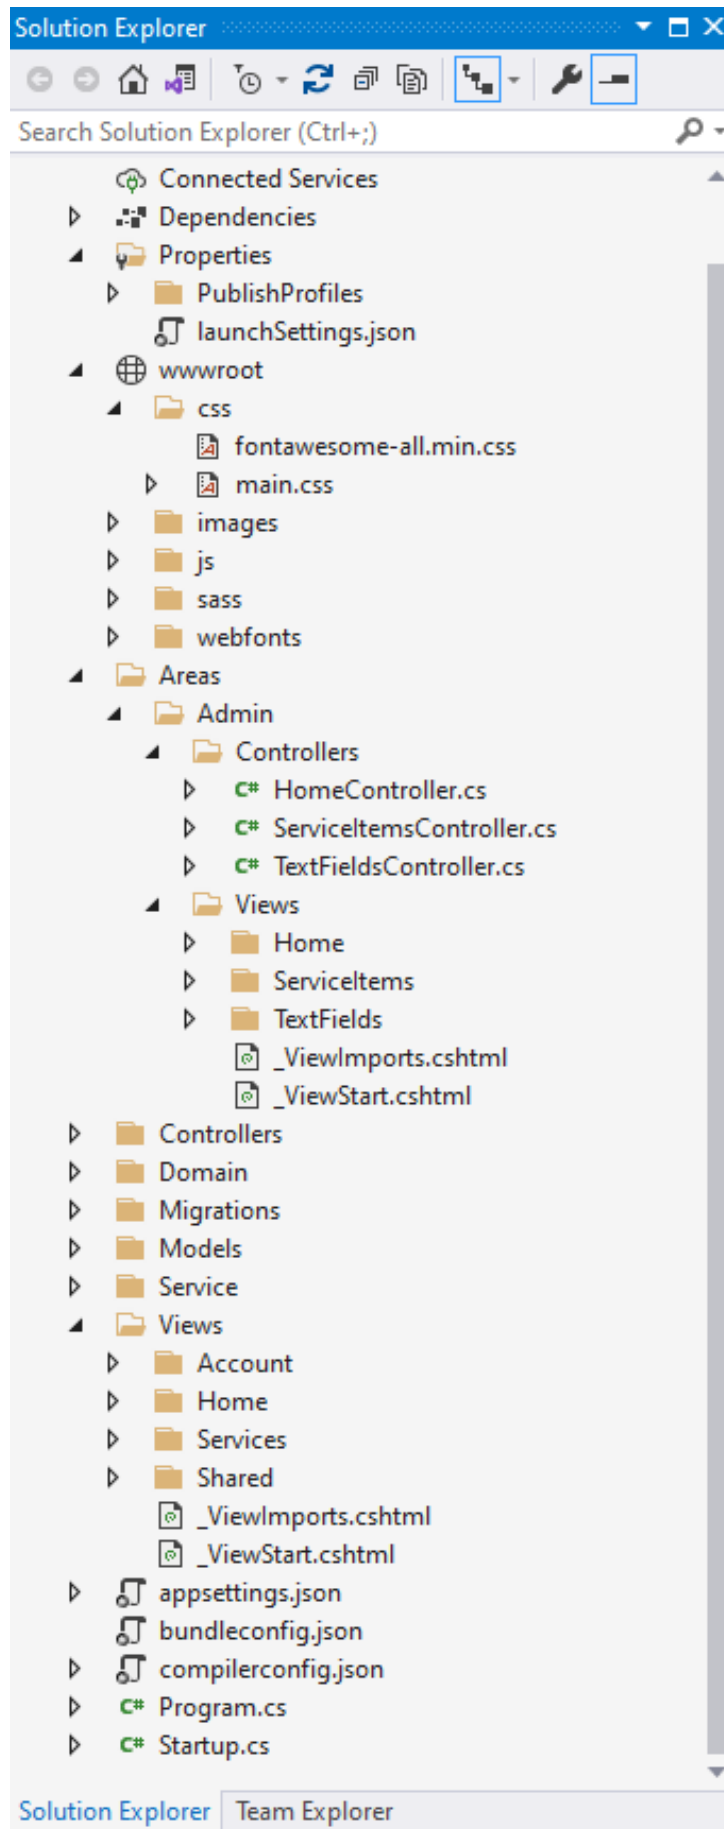 Solution Explorer
Search Solution Explorer (Ctrl+;)
Connected Services
Dependencies
Properties
PublishProfiles
launchSettings.json
wwwroot
css
fontawesome-all.min.css
main.css
images
js
sass
webfonts
Areas
Admin
Controllers
C# HomeController.cs
C# ServiceItemsController.cs
C# TextFieldsController.cs
Views
Home
ServiceItems
TextFields
_ViewImports.cshtml
_ViewStart.cshtml
Controllers
Domain
Migrations
Models
Service
Views
Account
Home
Services
Shared
_ViewImports.cshtml
_ViewStart.cshtml
appsettings.json
bundleconfig.json
compilerconfig.json
C# Program.cs
C# Startup.cs
Solution Explorer Team Explorer